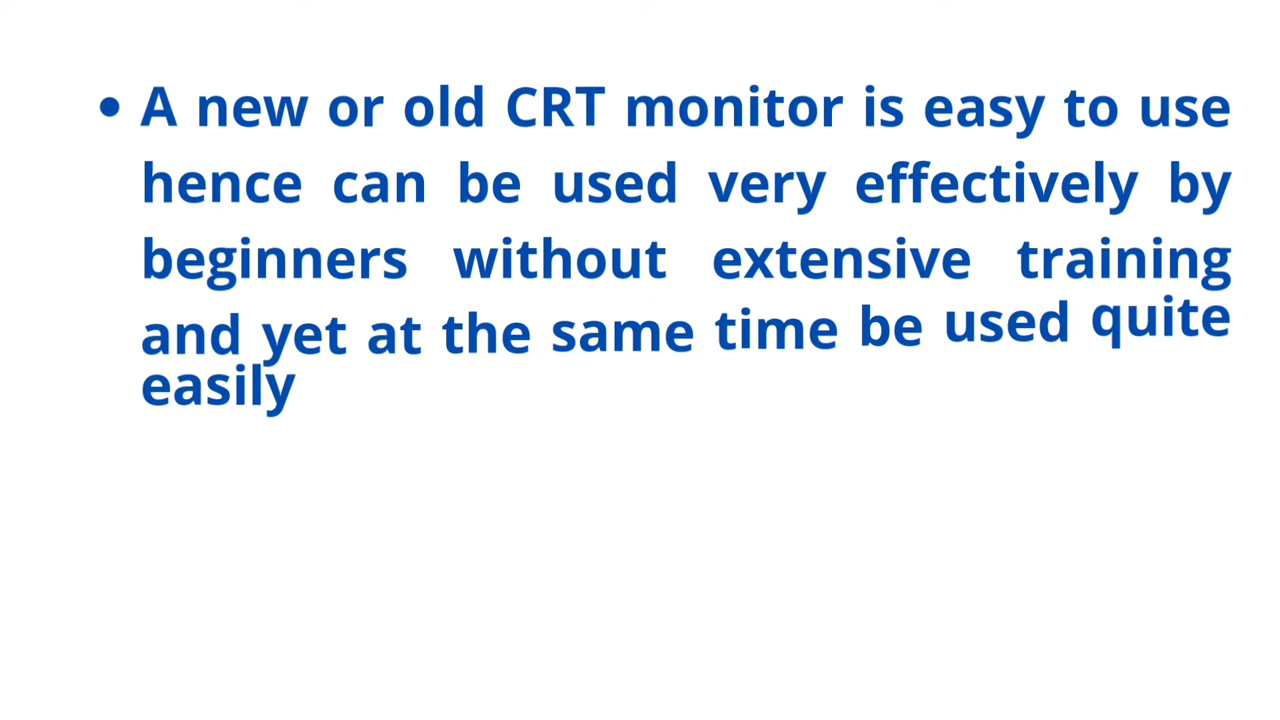 • A new or old CRT monitor is easy to use
hence can be used very effectively by
beginners without extensive training
and yet at the same time be used quite
easily